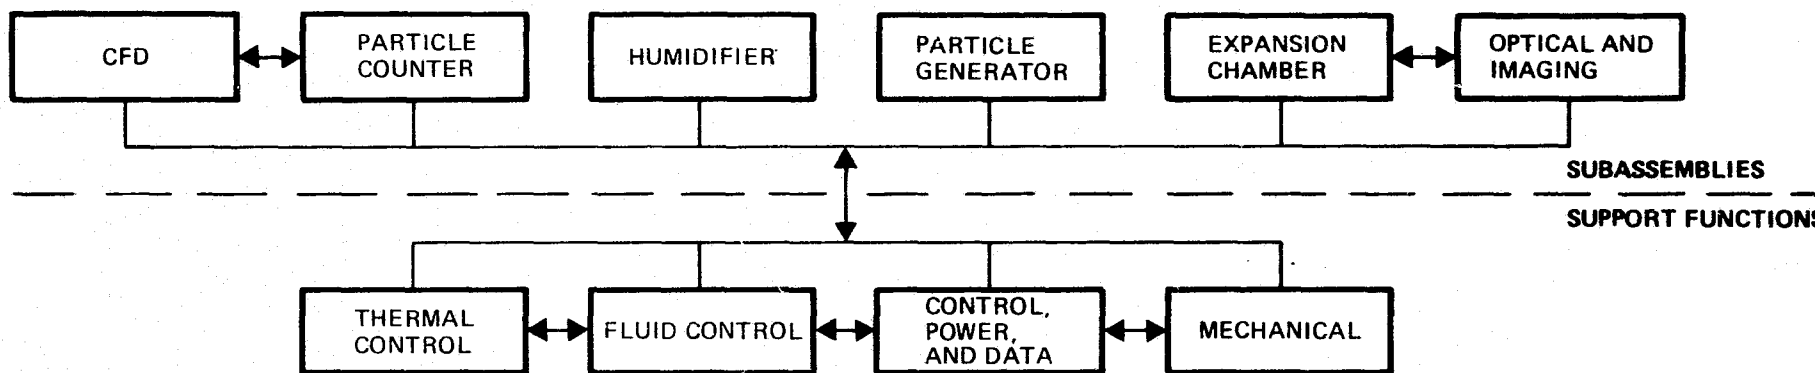 CFD
PARTICLE
COUNTER
HUMIDIFIER
PARTICLE
GENERATOR
EXPANSION
CHAMBER
OPTICAL AND
IMAGING
SUBASSEMBLIES
SUPPORT FUNCTIONS
THERMAL
CONTROL
FLUID CONTROL
CONTROL,
POWER,
AND DATA
MECHANICAL